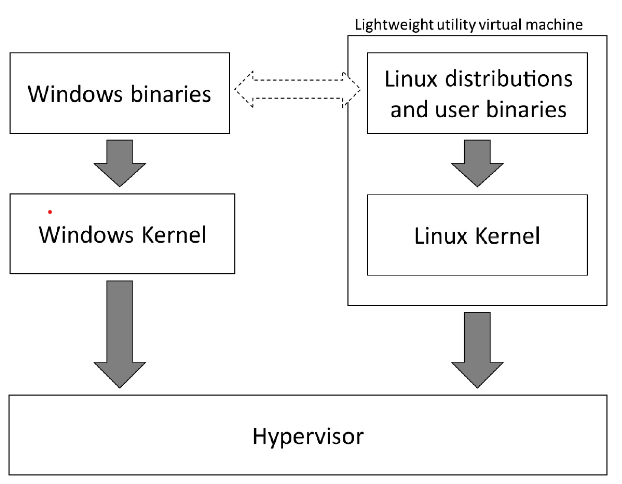 Lightweight utility virtual machine
Windows binaries
Linux distributions
and user binaries
Windows Kernel
Linux Kernel
Hypervisor